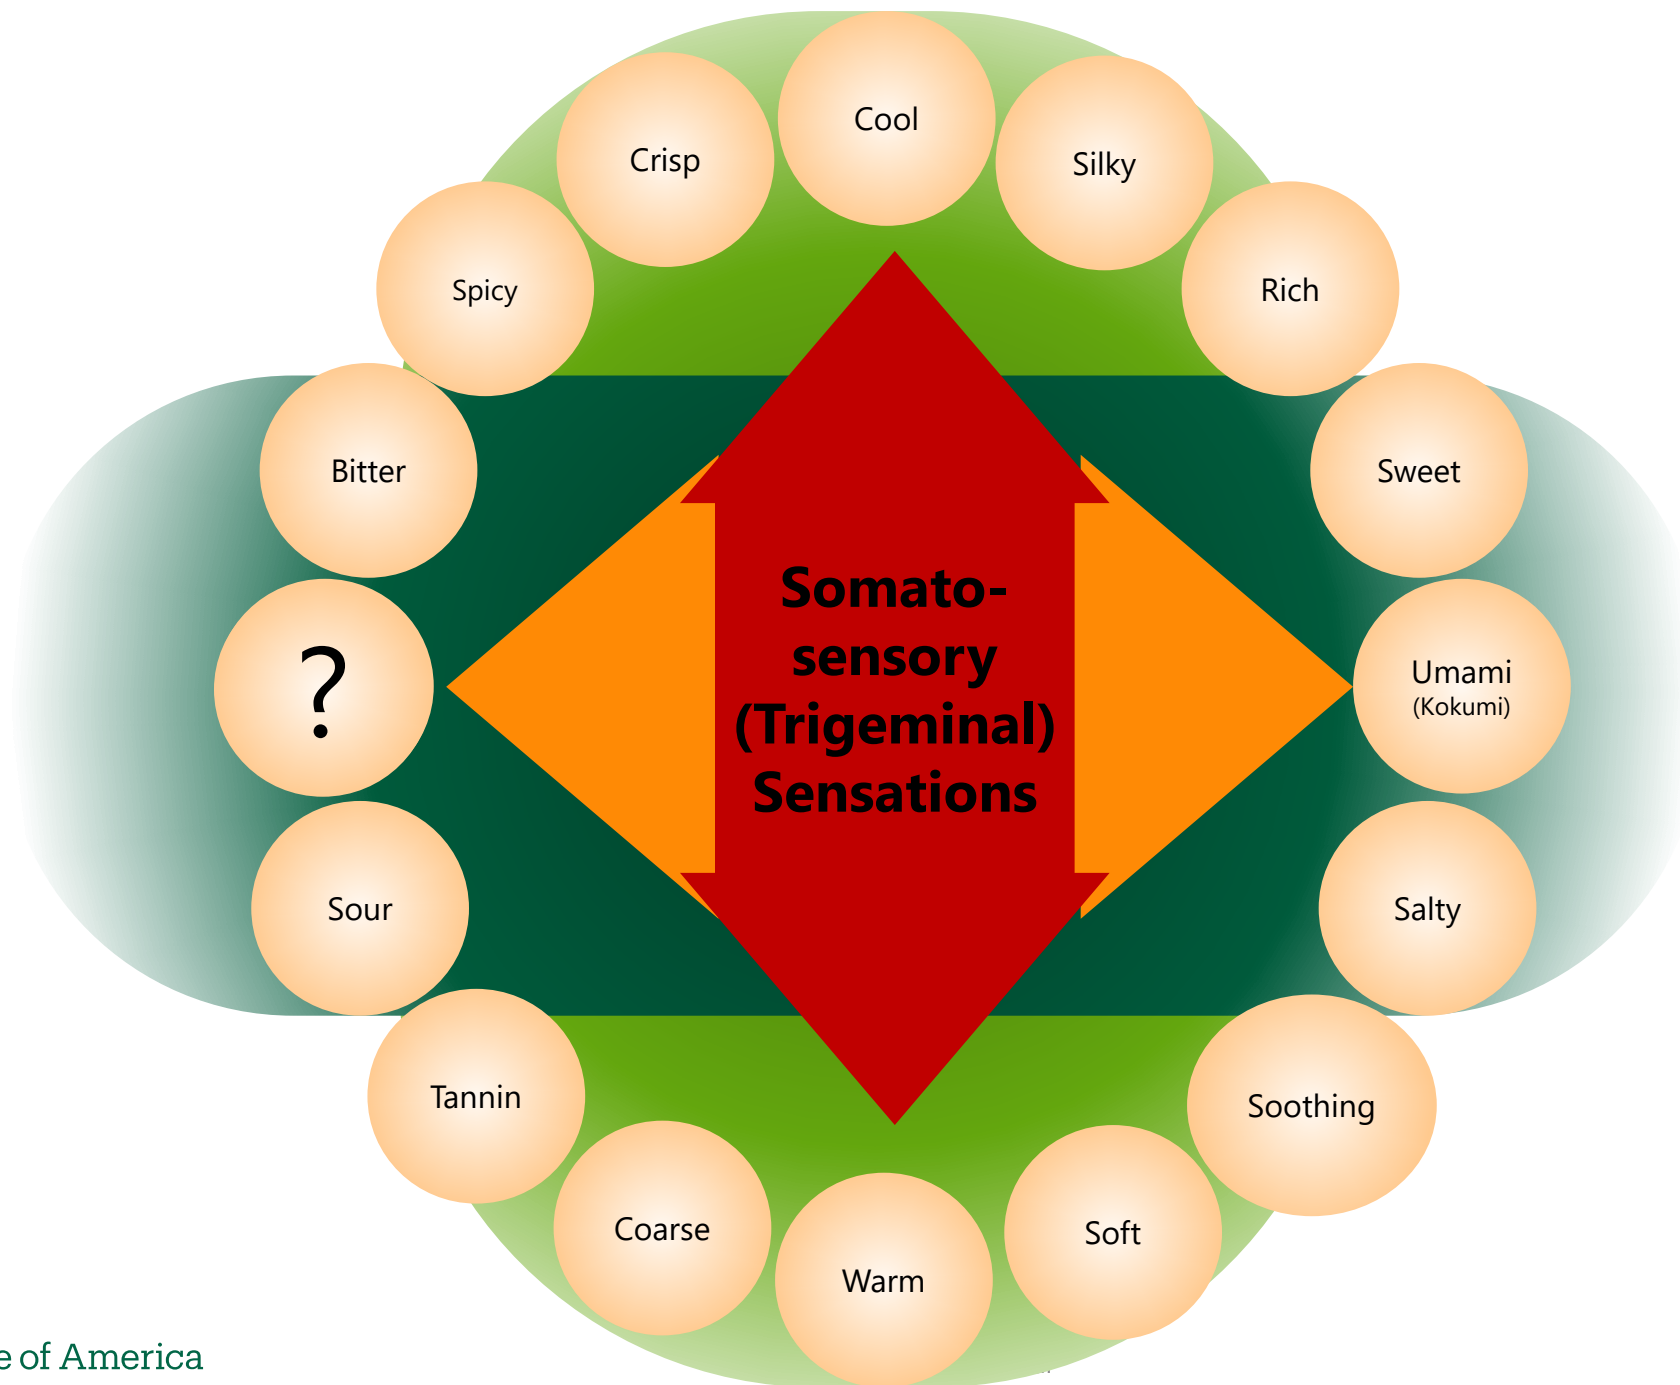 Cool
Crisp
Silky
Spicy
Rich
Bitter
Sweet
Somato-
sensory
(Trigeminal)
Sensations
?
Umami
(Kokumi)
Sour
Salty
Tannin
Soothing
Coarse
Soft
Warm
e of America